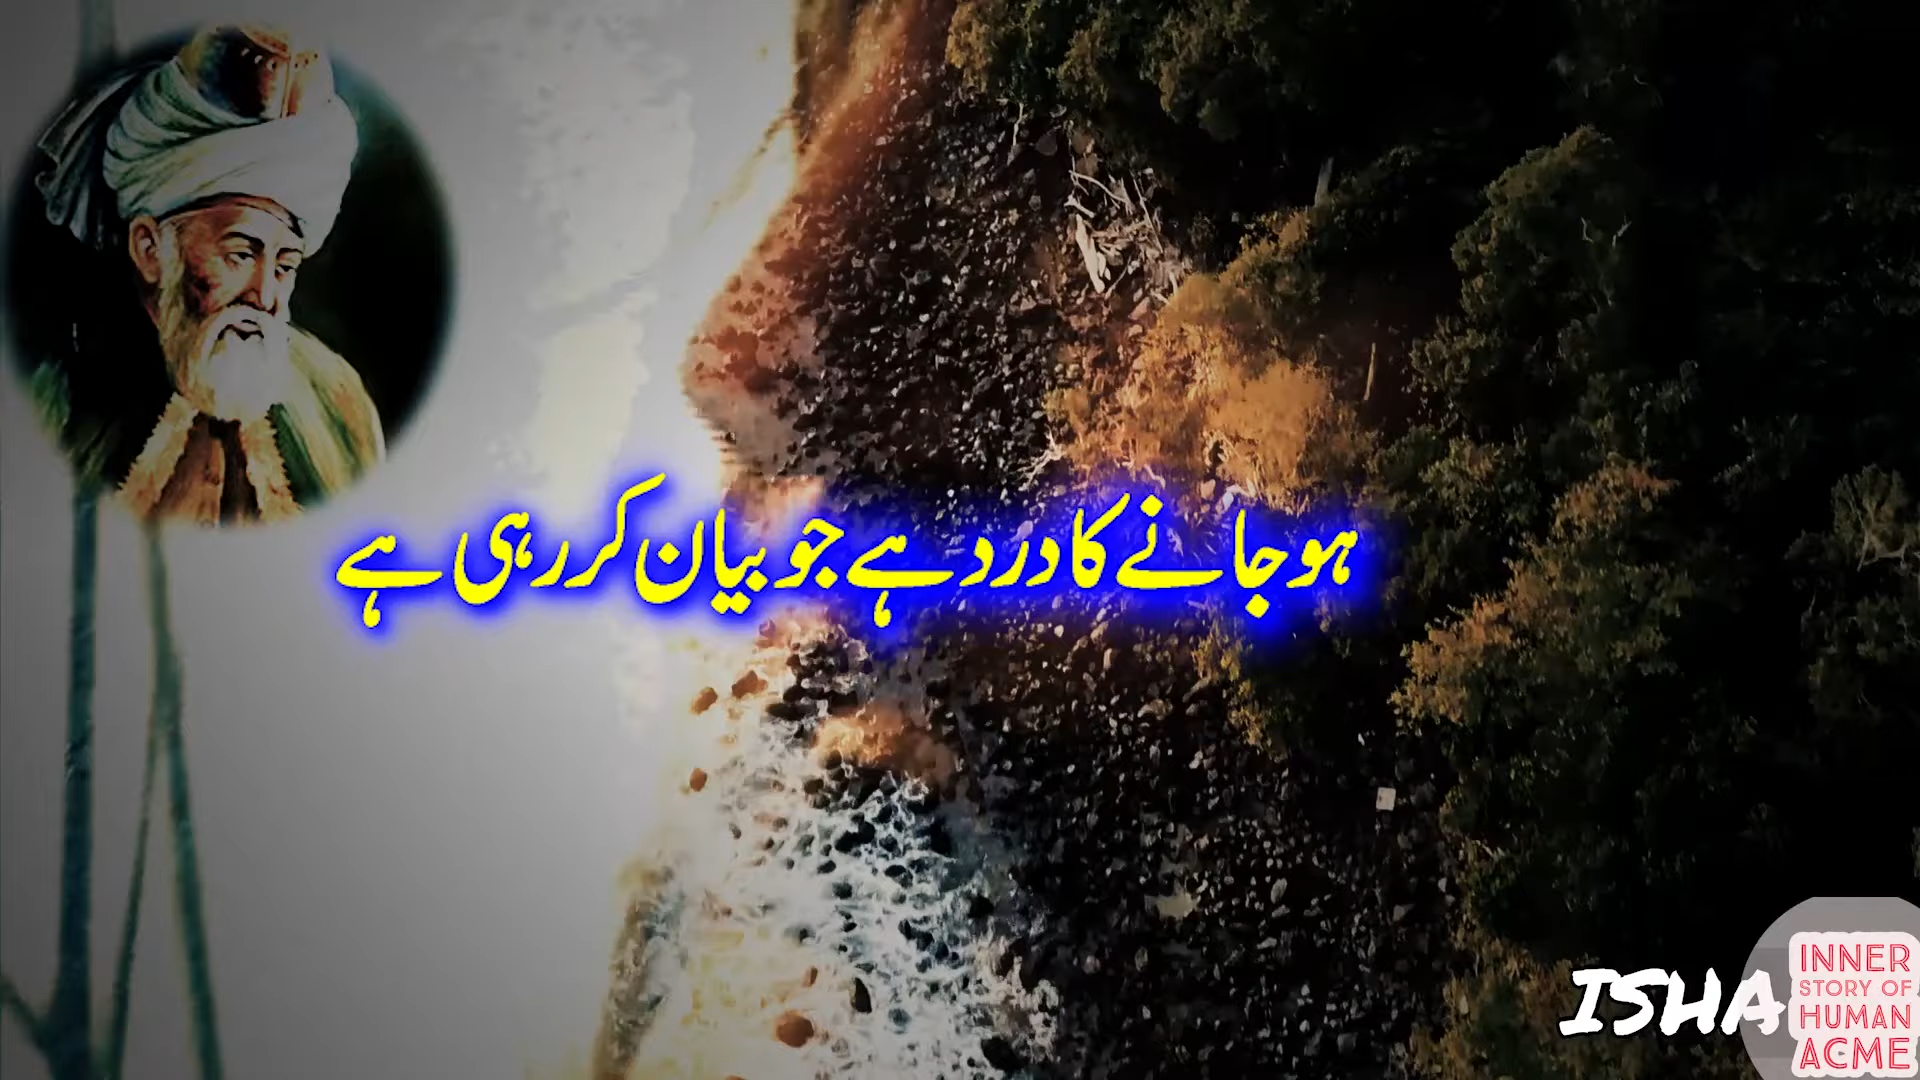 ہو جانے کا درد ہے جو بیان کر رہی ہے
ISHA
INNER
STORY OF
HUMAN
ACME